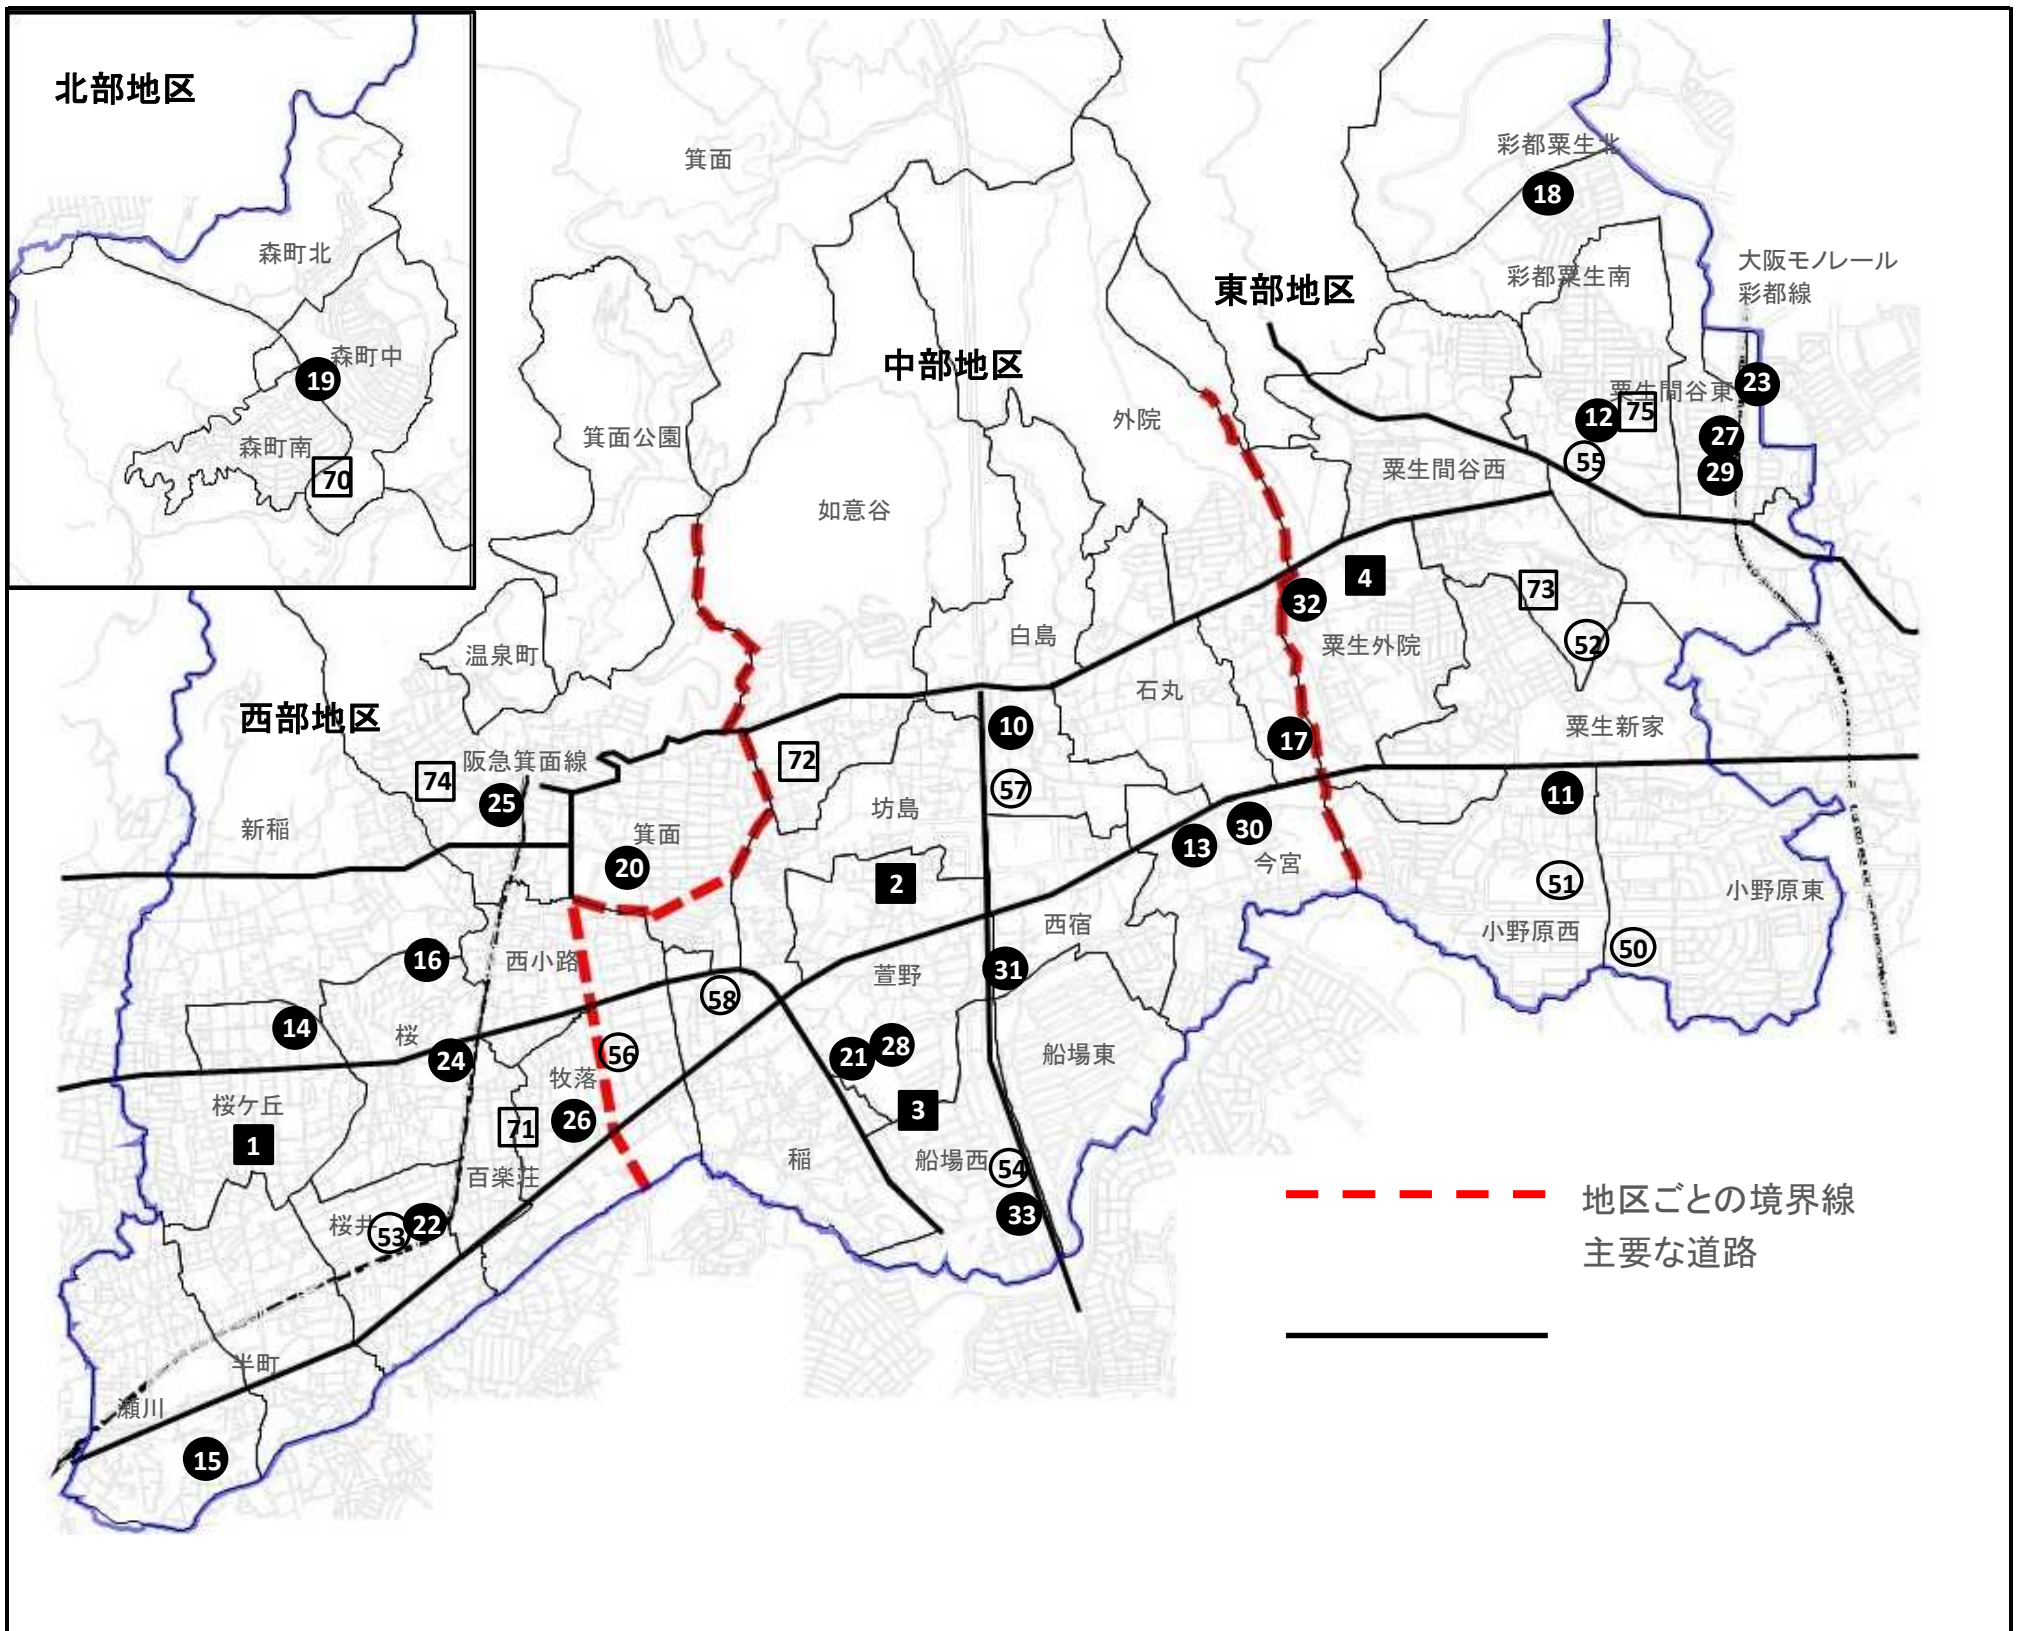 北部地区
森町北
森町中
19
森町南
70
箕面
彩都粟生北
18
大阪モノレール
彩都線
彩都粟生南
東部地区
中部地区
外院
粟生間谷東
23
12
75
27
箕面公園
粟生間谷西
55
29
如意谷
4
73
32
白島
粟生外院
52
温泉町
石丸
西部地区
10
17
粟生新家
阪急箕面線
72
74
25
57
11
坊島
新稲
箕面
30
13
今宮
20
2
51
小野原東
西宿
小野原西
50
16
西小路
31
萱野
58
14
桜
24
56
21
28
船場東
牧落
桜ケ丘
3
26
71
1
百楽荘
稲
船場西
54
地区ごとの境界線
桜井
53
22
33
主要な道路
半町
瀬川
15